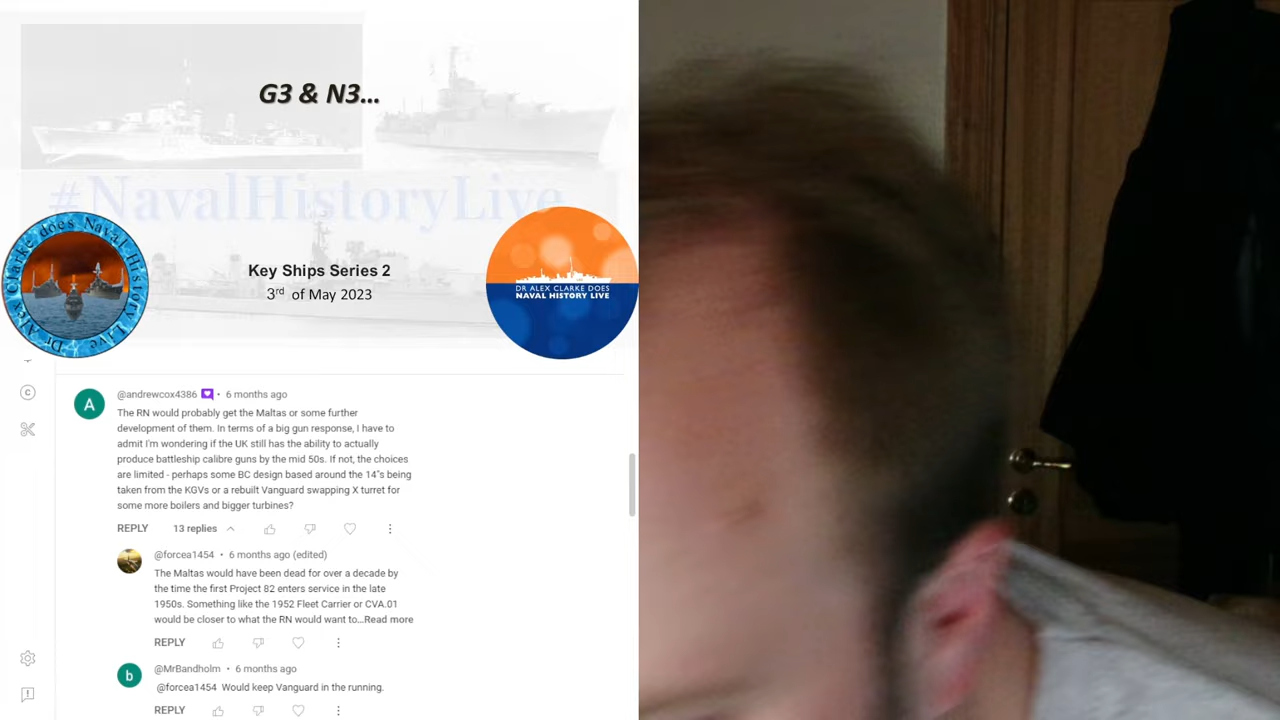 G3 & N3...
#NavalHistoryLive
Dr Alex Clarke does Naval History Live
Key Ships Series 2
3rd of May 2023
DR ALEX CLARKE DOES
NAVAL HISTORY LIVE
@andrewcox4386 • 6 months ago
A
The RN would probably get the Maltas or some further
development of them. In terms of a big gun response, I have to
admit I'm wondering if the UK still has the ability to actually
produce battleship calibre guns by the mid 50s. If not, the choices
are limited - perhaps some BC design based around the 14"s being
taken from the KGVs or a rebuilt Vanguard swapping X turret for
some more boilers and bigger turbines?
REPLY 13 replies
@forcea1454 • 6 months ago (edited)
The Maltas would have been dead for over a decade by
the time the first Project 82 enters service in the late
1950s. Something like the 1952 Fleet Carrier or CVA.01
would be closer to what the RN would want to...Read more
REPLY
@MrBandholm • 6 months ago
b
@forcea1454 Would keep Vanguard in the running.
REPLY